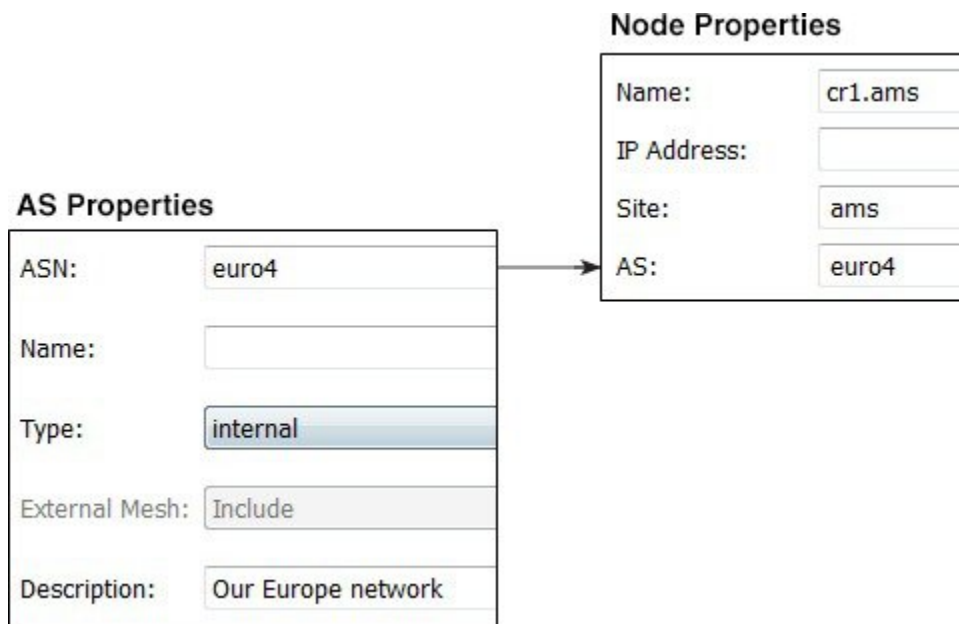 Node Properties
Name: cr1.ams
IP Address:
Site: ams
AS: euro4
AS Properties
ASN: euro4
Name:
Type: internal
External Mesh: Include
Description: Our Europe network